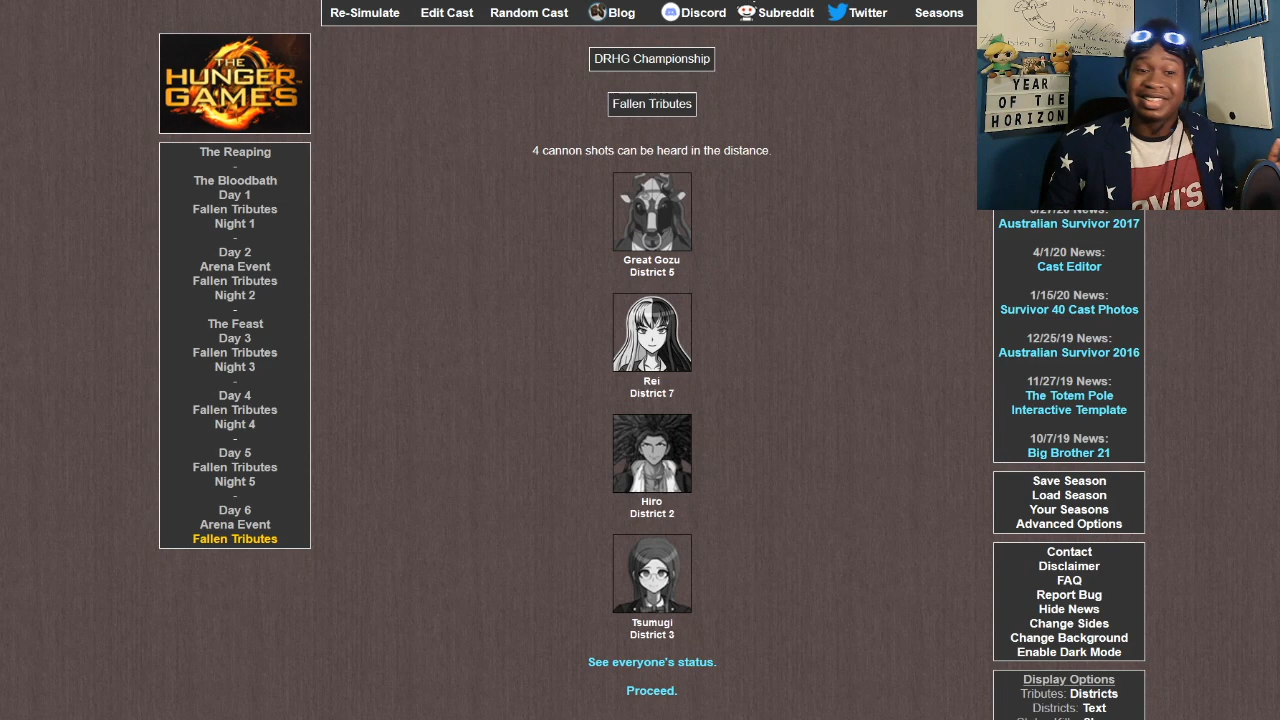 Re-Simulate Edit Cast Random Cast Blog Discord Subreddit Twitter Seasons
THE
HUNGER
GAMES
The Reaping
-
The Bloodbath
Day 1
Fallen Tributes
Night 1
-
Day 2
Arena Event
Fallen Tributes
Night 2
-
The Feast
Day 3
Fallen Tributes
Night 3
-
Day 4
Fallen Tributes
Night 4
-
Day 5
Fallen Tributes
Night 5
-
Day 6
Arena Event
Fallen Tributes
DRHG Championship
Fallen Tributes
4 cannon shots can be heard in the distance.
Great Gozu
District 5
Rei
District 7
Hiro
District 2
Tsumugi
District 3
See everyone's status.
Proceed.
YEAR
OF THE
HORIZON
3/27/20 News:
Australian Survivor 2017
4/1/20 News:
Cast Editor
1/15/20 News:
Survivor 40 Cast Photos
12/25/19 News:
Australian Survivor 2016
11/27/19 News:
The Totem Pole
Interactive Template
10/7/19 News:
Big Brother 21
Save Season
Load Season
Your Seasons
Advanced Options
Contact
Disclaimer
FAQ
Report Bug
Hide News
Change Sides
Change Background
Enable Dark Mode
Display Options
Tributes: Districts
Districts: Text